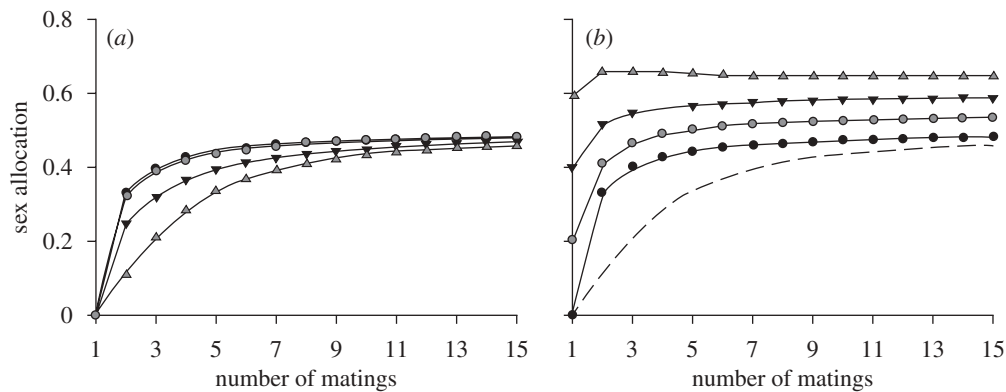 0.8
(a)
(b)
0.6
0.4
0.2
0
sex allocation
1 3 5 7 9 11 13 15
1 3 5 7 9 11 13 15
number of matings
number of matings